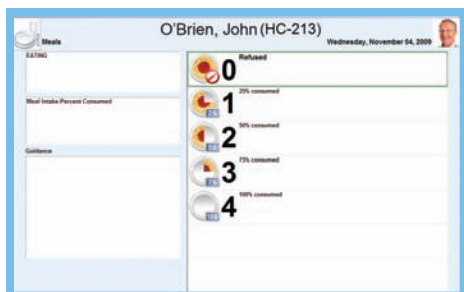 O'Brien, John (HC-213)
Meals
Wednesday, November 04, 2009
EATING
Meal Intake-Percent Consumed
Guidance
0 Refused
1 25% consumed
2 50% consumed
3 75% consumed
4 100% consumed